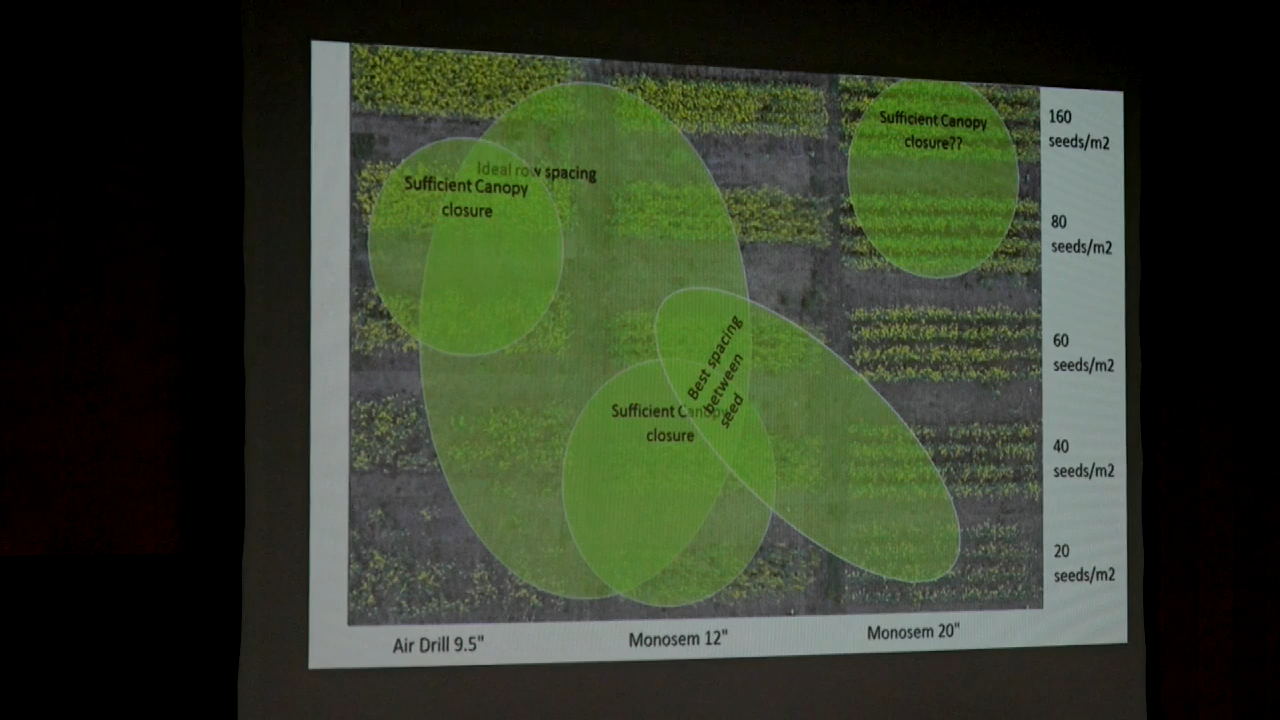 Sufficient Canopy
closure??
160
seeds/m2
Ideal row spacing
Sufficient Canopy
closure
80
seeds/m2
Best spacing
between
seed
60
seeds/m2
Sufficient Canopy
closure
40
seeds/m2
20
seeds/m2
Air Drill 9.5"
Monosem 12"
Monosem 20"